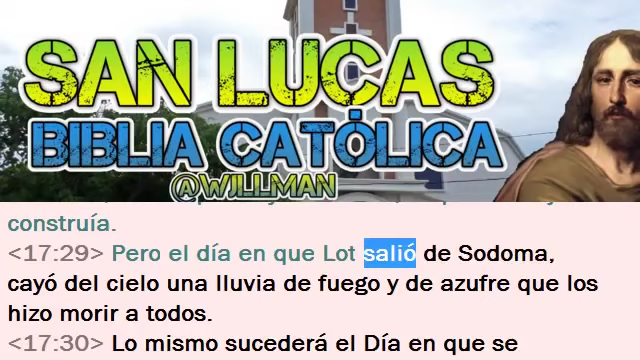 SAN LUCAS
BIBLIA CATÓLICA
@WJLLMAN
construía.
<17:29> Pero el día en que Lot salió de Sodoma,
cayó del cielo una lluvia de fuego y de azufre que los
hizo morir a todos.
<17:30> Lo mismo sucederá el Día en que se